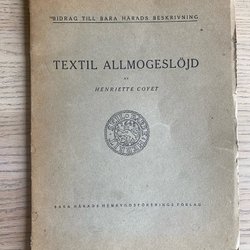 BIDRAG TILL BARA HÄRADS BESKRIVNING
TEXTIL ALLMOGESLÖJD
AV
HENRIETTE COYET
BARA HÄRADS HEMBYGDSFÖRENINGS FÖRLAG